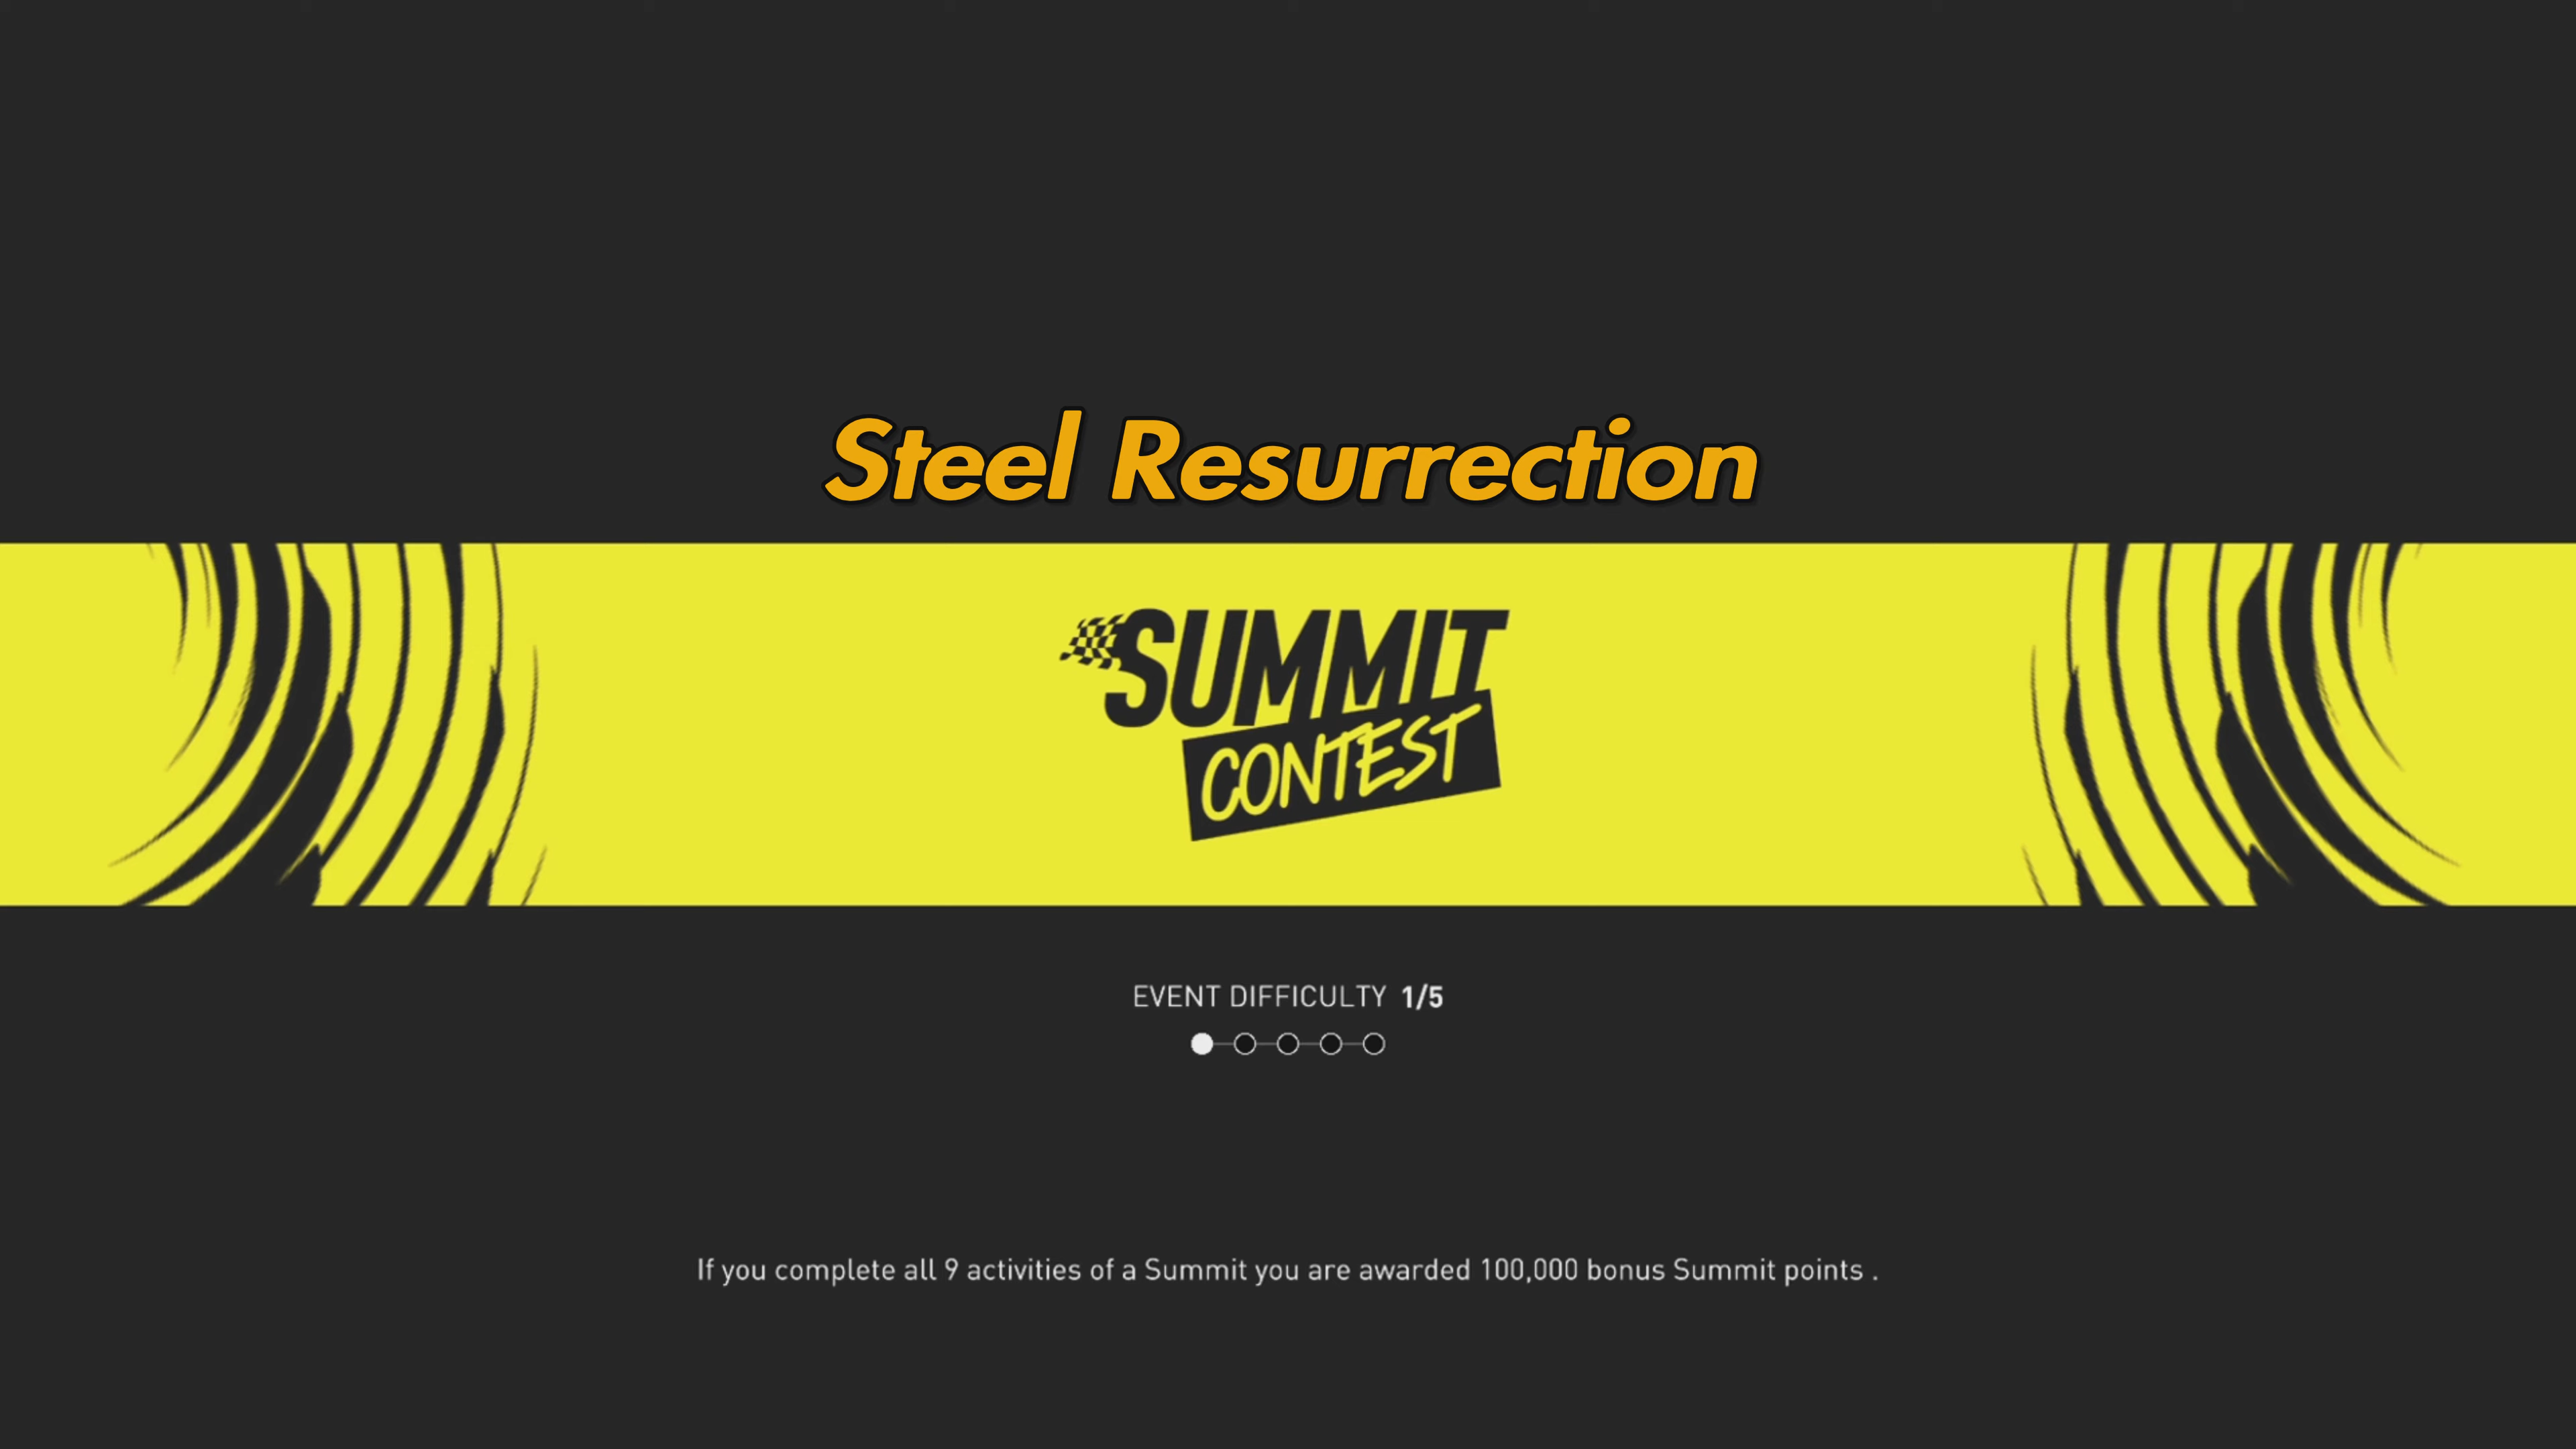 Steel Resurrection
SUMMIT
CONTEST
EVENT DIFFICULTY 1/5
If you complete all 9 activities of a Summit you are awarded 100,000 bonus Summit points .